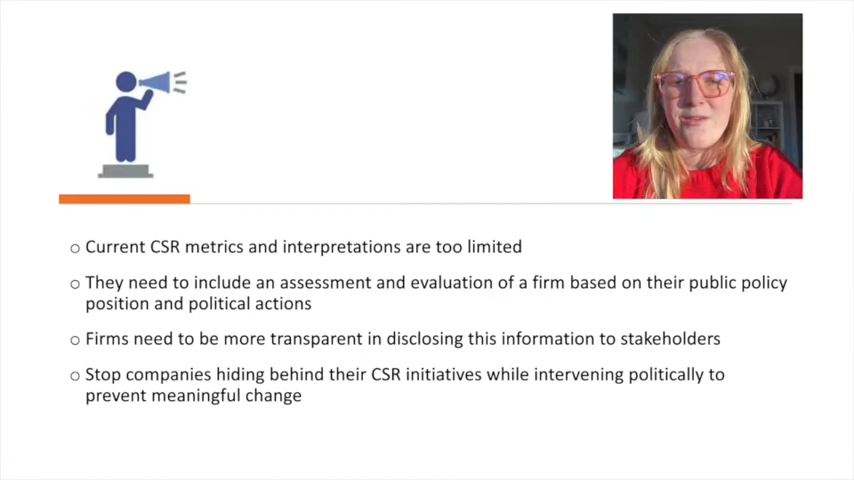 ○ Current CSR metrics and interpretations are too limited
○ They need to include an assessment and evaluation of a firm based on their public policy
position and political actions
○ Firms need to be more transparent in disclosing this information to stakeholders
○ Stop companies hiding behind their CSR initiatives while intervening politically to
prevent meaningful change